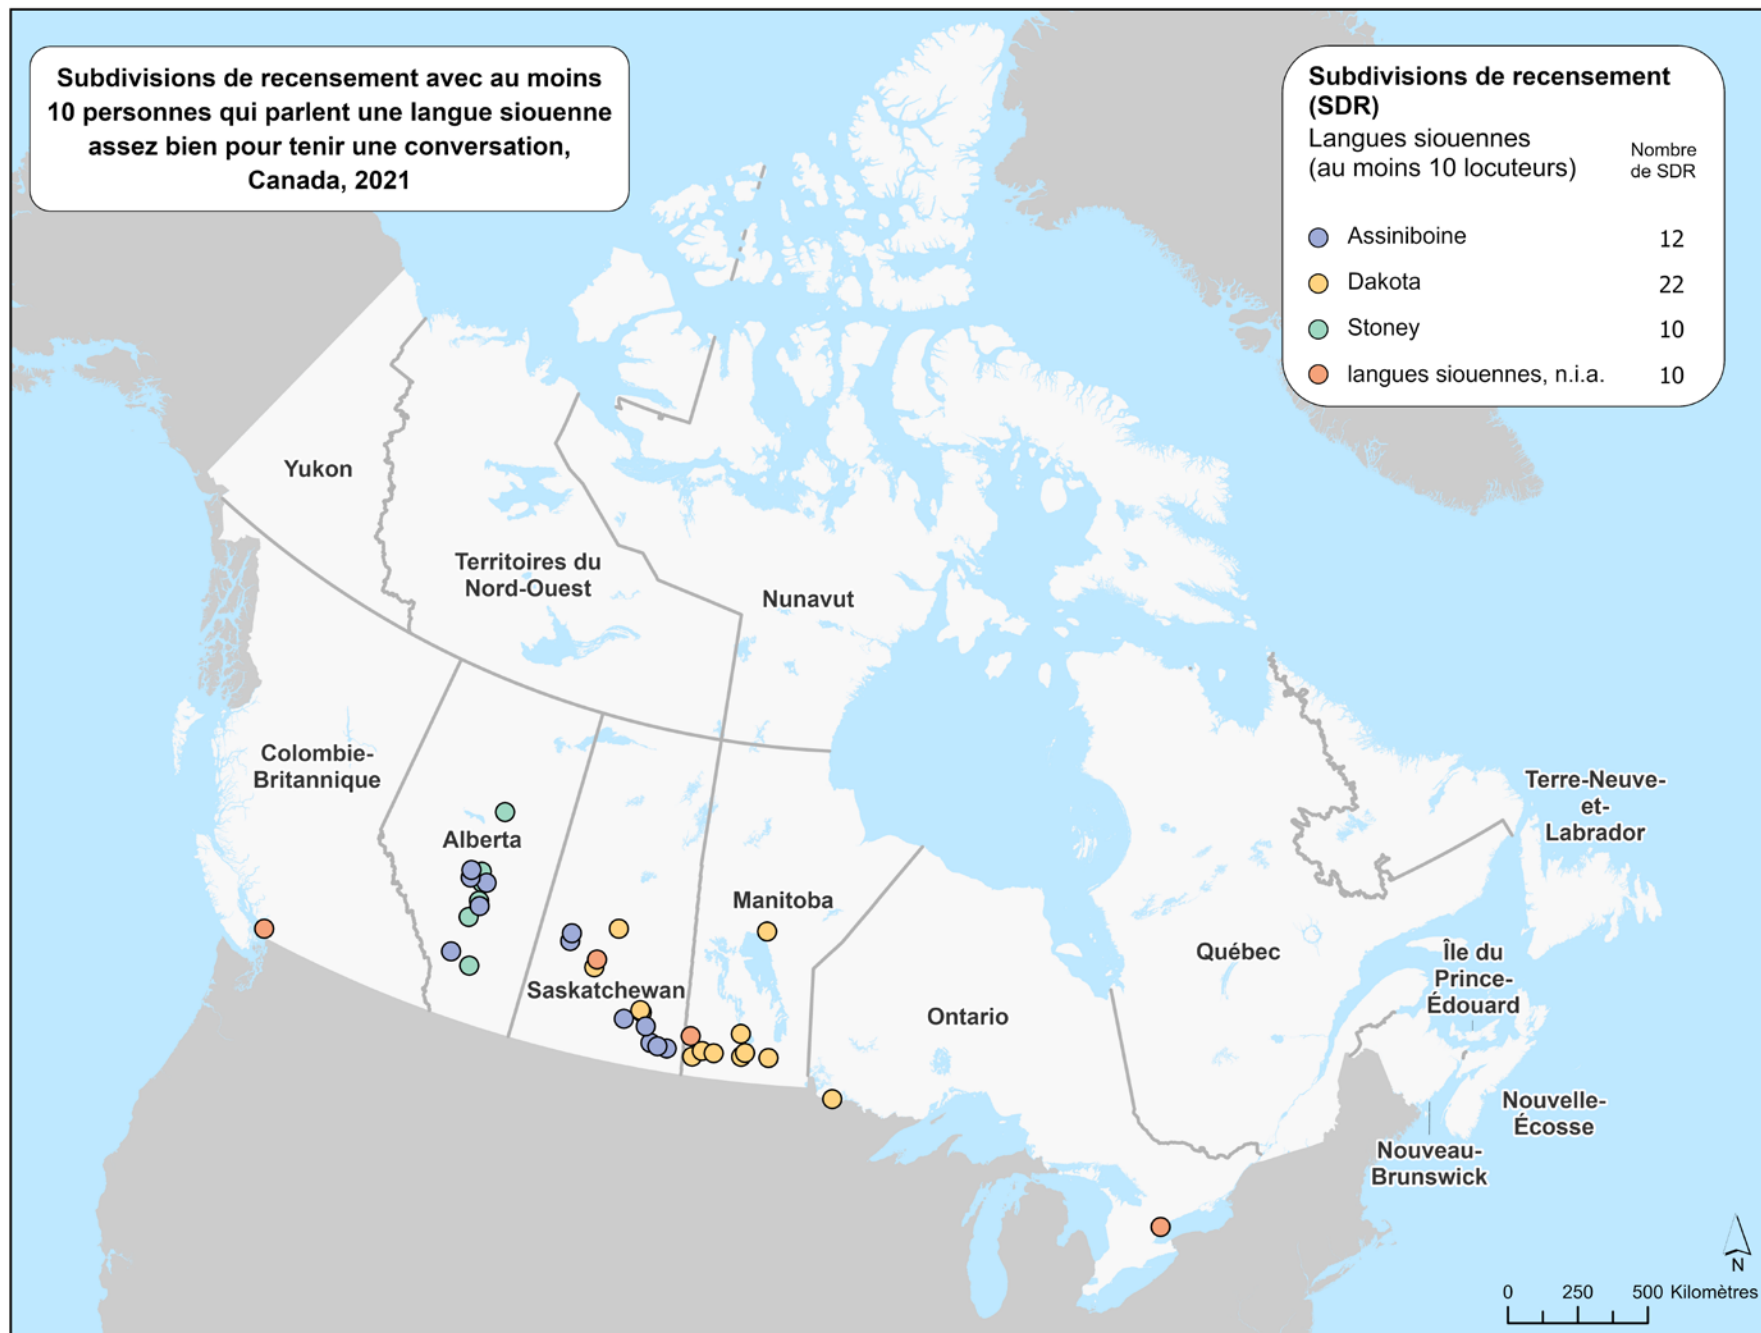 Subdivisions de recensement avec au moins
10 personnes qui parlent une langue siouenne
assez bien pour tenir une conversation,
Canada, 2021
Subdivisions de recensement
(SDR)
Langues siouennes
(au moins 10 locuteurs)
Nombre
de SDR
Assiniboine 12
Dakota 22
Stoney 10
langues siouennes, n.i.a. 10
Yukon
Territoires du
Nord-Ouest
Nunavut
Colombie-
Britannique
Alberta
Saskatchewan
Manitoba
Ontario
Québec
Terre-Neuve-
et-
Labrador
Île du
Prince-
Édouard
Nouvelle-
Écosse
Nouveau-
Brunswick
N
0 250 500 Kilomètres